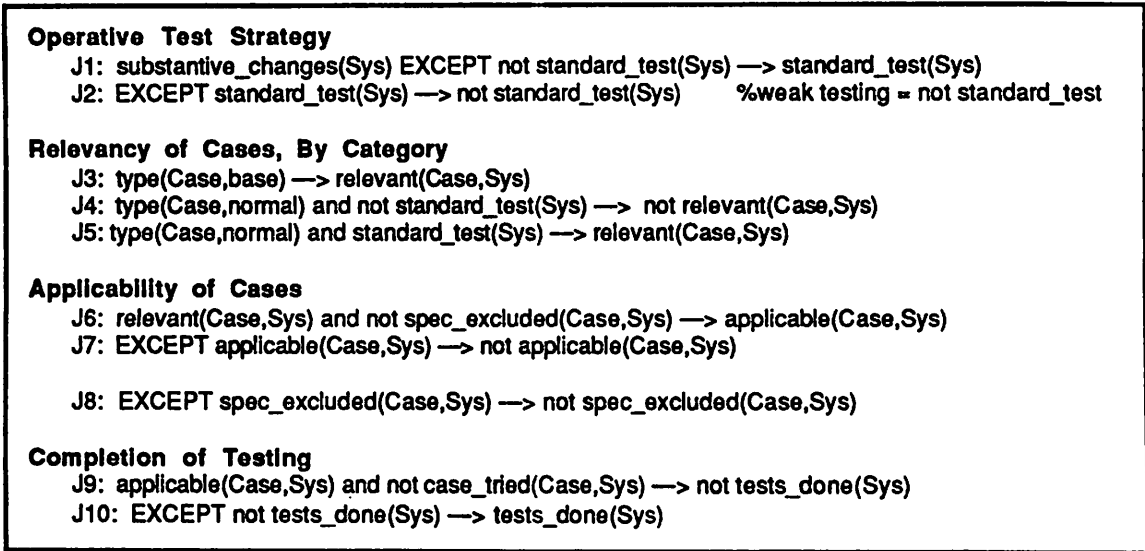 Operative Test Strategy
J1: substantive_changes(Sys) EXCEPT not standard_test(Sys) —> standard_test(Sys)
J2: EXCEPT standard_test(Sys) —> not standard_test(Sys) %weak testing = not standard_test
Relevancy of Cases, By Category
J3: type(Case,base) —> relevant(Case,Sys)
J4: type(Case,normal) and not standard_test(Sys) —> not relevant(Case,Sys)
J5: type(Case,normal) and standard_test(Sys) —> relevant(Case,Sys)
Applicability of Cases
J6: relevant(Case,Sys) and not spec_excluded(Case,Sys) —> applicable(Case,Sys)
J7: EXCEPT applicable(Case,Sys) —> not applicable(Case,Sys)
J8: EXCEPT spec_excluded(Case,Sys) —> not spec_excluded(Case,Sys)
Completion of Testing
J9: applicable(Case,Sys) and not case_tried(Case,Sys) —> not tests_done(Sys)
J10: EXCEPT not tests_done(Sys) —> tests_done(Sys)